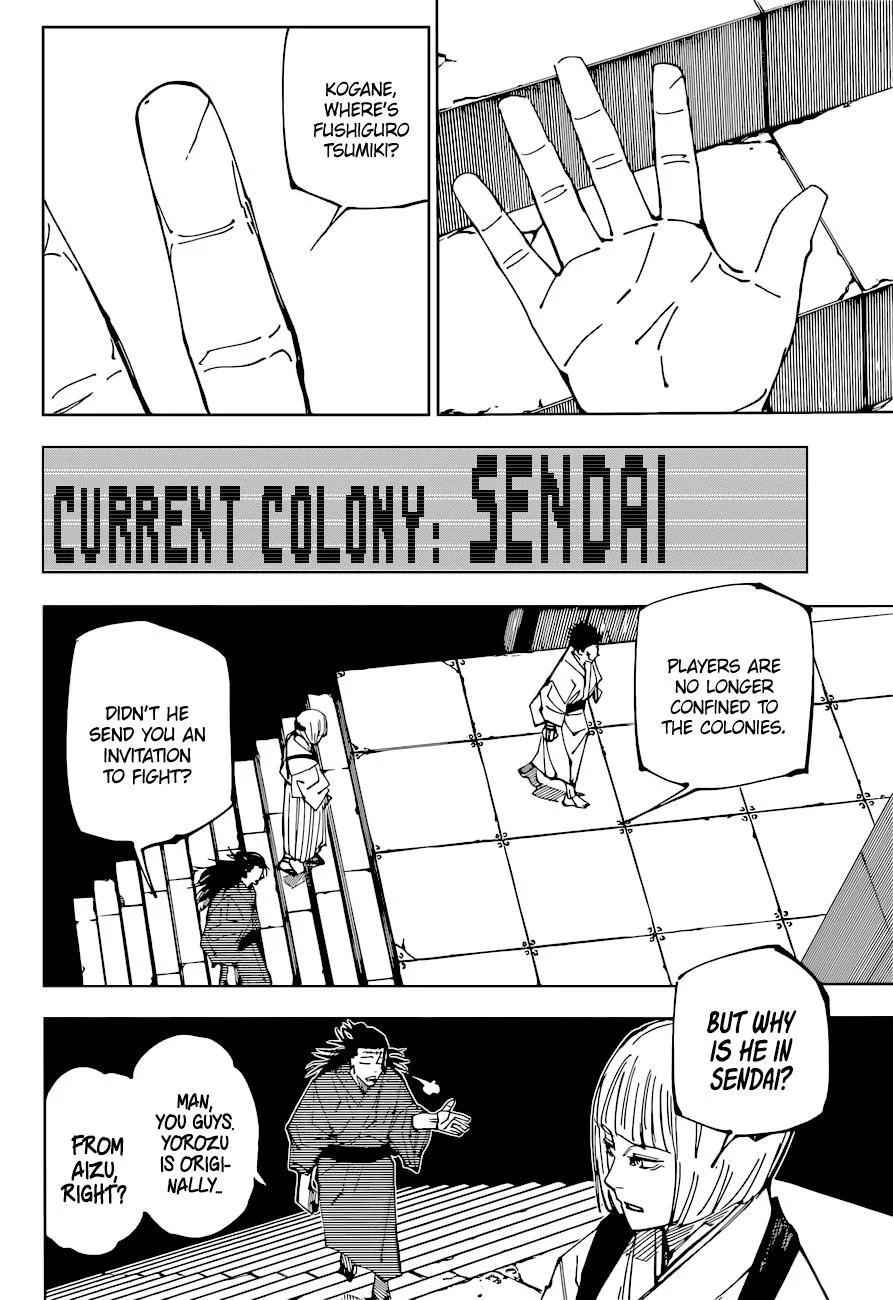 KOGANE,
WHERE'S
FUSHIGURO
TSUMIKI?
CURRENT COLONY: SENDAI
PLAYERS ARE
NO LONGER
CONFINED TO
THE COLONIES.
DIDN'T HE
SEND YOU AN
INVITATION
TO FIGHT?
BUT WHY
IS HE IN
SENDAI?
MAN,
YOU GUYS.
YOROZU
IS ORIGI-
NALLY...
FROM
AIZU,
RIGHT?